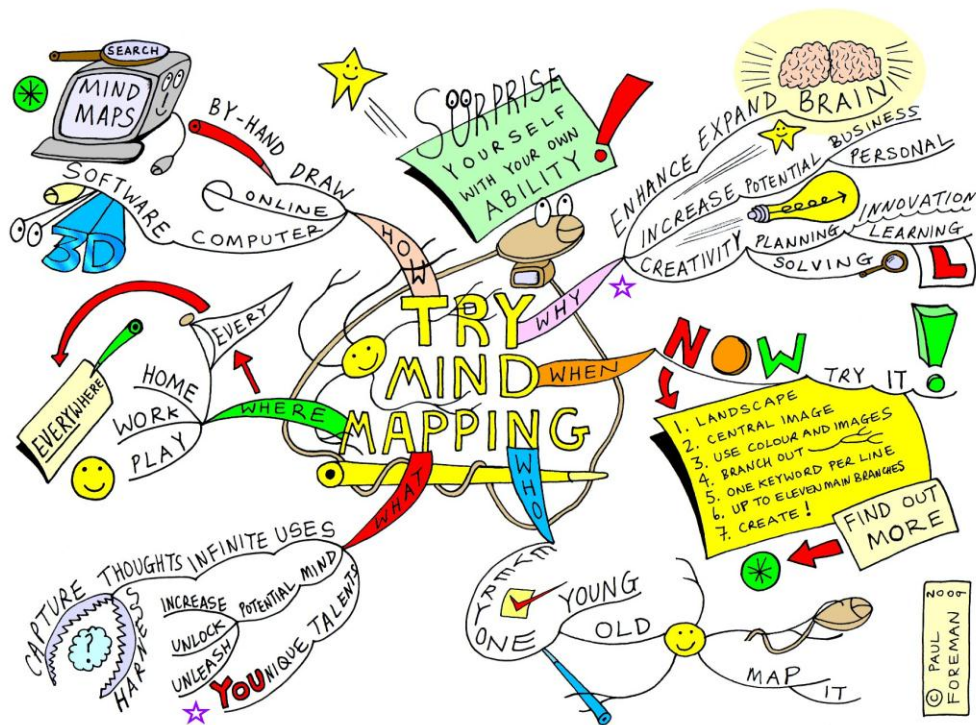 TRY
MIND
MAPPING
HOW
BY-HAND DRAW
ONLINE
COMPUTER
SOFTWARE
3D
SEARCH
MIND
MAPS
SURPRISE
YOURSELF
WITH YOUR OWN
ABILITY!
WHY
ENHANCE EXPAND BRAIN
INCREASE POTENTIAL BUSINESS
PERSONAL
CREATIVITY
PLANNING
INNOVATION
LEARNING
SOLVING
L
WHEN
NOW
TRY IT!
1. LANDSCAPE
2. CENTRAL IMAGE
3. USE COLOUR AND IMAGES
4. BRANCH OUT
5. ONE KEYWORD PER LINE
6. UP TO ELEVEN MAIN BRANCHES
7. CREATE!
FIND OUT
MORE
WHO
EVERYONE
YOUNG
OLD
MAP
IT
WHAT
THOUGHTS INFINITE USES
CAPTURE
HARNESS
?
INCREASE
POTENTIAL MIND
UNLOCK
UNLEASH
YOUNIQUE TALENTS
WHERE
EVERY
HOME
WORK
PLAY
EVERYWHERE
© PAUL
FOREMAN
2009